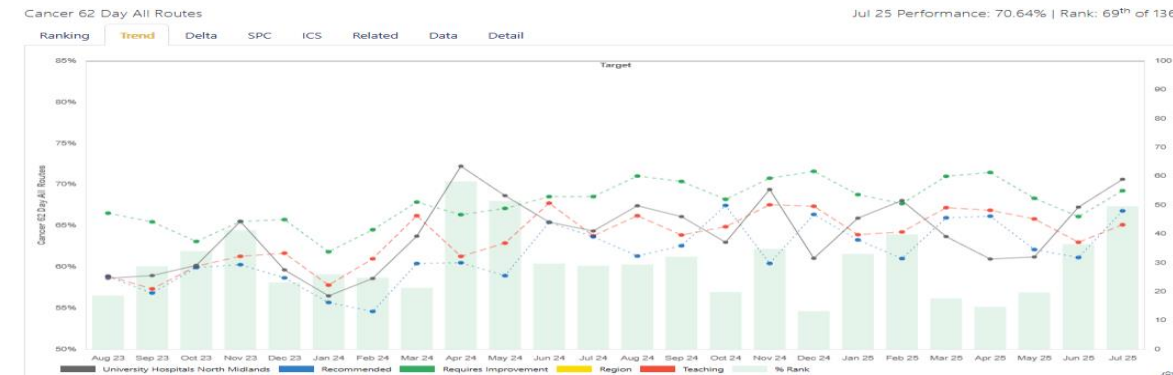 Cancer 62 Day All Routes
Jul 25 Performance: 70.64% | Rank: 69th of 136
Ranking Trend Delta SPC ICS Related Data Detail
Target
85%
80%
75%
70%
65%
60%
55%
50%
Cancer 62 Day All Routes
100
90
80
70
60
50
40
30
20
10
0
Aug 23 Sep 23 Oct 23 Nov 23 Dec 23 Jan 24 Feb 24 Mar 24 Apr 24 May 24 Jun 24 Jul 24 Aug 24 Sep 24 Oct 24 Nov 24 Dec 24 Jan 25 Feb 25 Mar 25 Apr 25 May 25 Jun 25 Jul 25
University Hospitals North Midlands Recommended Requires Improvement Region Teaching % Rank